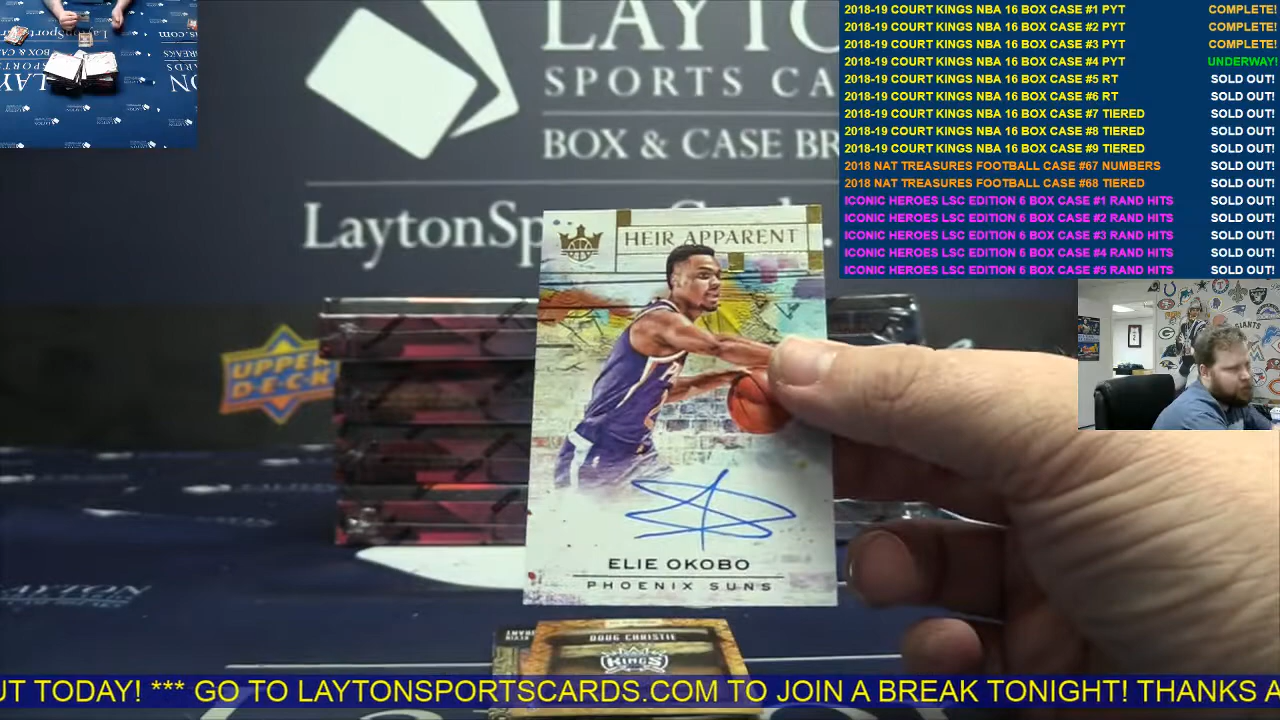 LAYTO
SPORTS CA
BOX & CASE BR
LaytonSp
2018-19 COURT KINGS NBA 16 BOX CASE #1 PYT COMPLETE!
2018-19 COURT KINGS NBA 16 BOX CASE #2 PYT COMPLETE!
2018-19 COURT KINGS NBA 16 BOX CASE #3 PYT COMPLETE!
2018-19 COURT KINGS NBA 16 BOX CASE #4 PYT UNDERWAY!
2018-19 COURT KINGS NBA 16 BOX CASE #5 RT SOLD OUT!
2018-19 COURT KINGS NBA 16 BOX CASE #6 RT SOLD OUT!
2018-19 COURT KINGS NBA 16 BOX CASE #7 TIERED SOLD OUT!
2018-19 COURT KINGS NBA 16 BOX CASE #8 TIERED SOLD OUT!
2018-19 COURT KINGS NBA 16 BOX CASE #9 TIERED SOLD OUT!
2018 NAT TREASURES FOOTBALL CASE #67 NUMBERS SOLD OUT!
2018 NAT TREASURES FOOTBALL CASE #68 TIERED SOLD OUT!
ICONIC HEROES LSC EDITION 6 BOX CASE #1 RAND HITS SOLD OUT!
ICONIC HEROES LSC EDITION 6 BOX CASE #2 RAND HITS SOLD OUT!
ICONIC HEROES LSC EDITION 6 BOX CASE #3 RAND HITS SOLD OUT!
ICONIC HEROES LSC EDITION 6 BOX CASE #4 RAND HITS SOLD OUT!
ICONIC HEROES LSC EDITION 6 BOX CASE #5 RAND HITS SOLD OUT!
HEIR APPARENT
UPPER
DECK
GIANTS
ELIE OKOBO
PHOENIX SUNS
DOUG CHRISTIE
KINGS
UT TODAY! *** GO TO LAYTONSPORTSCARDS.COM TO JOIN A BREAK TONIGHT! THANKS A